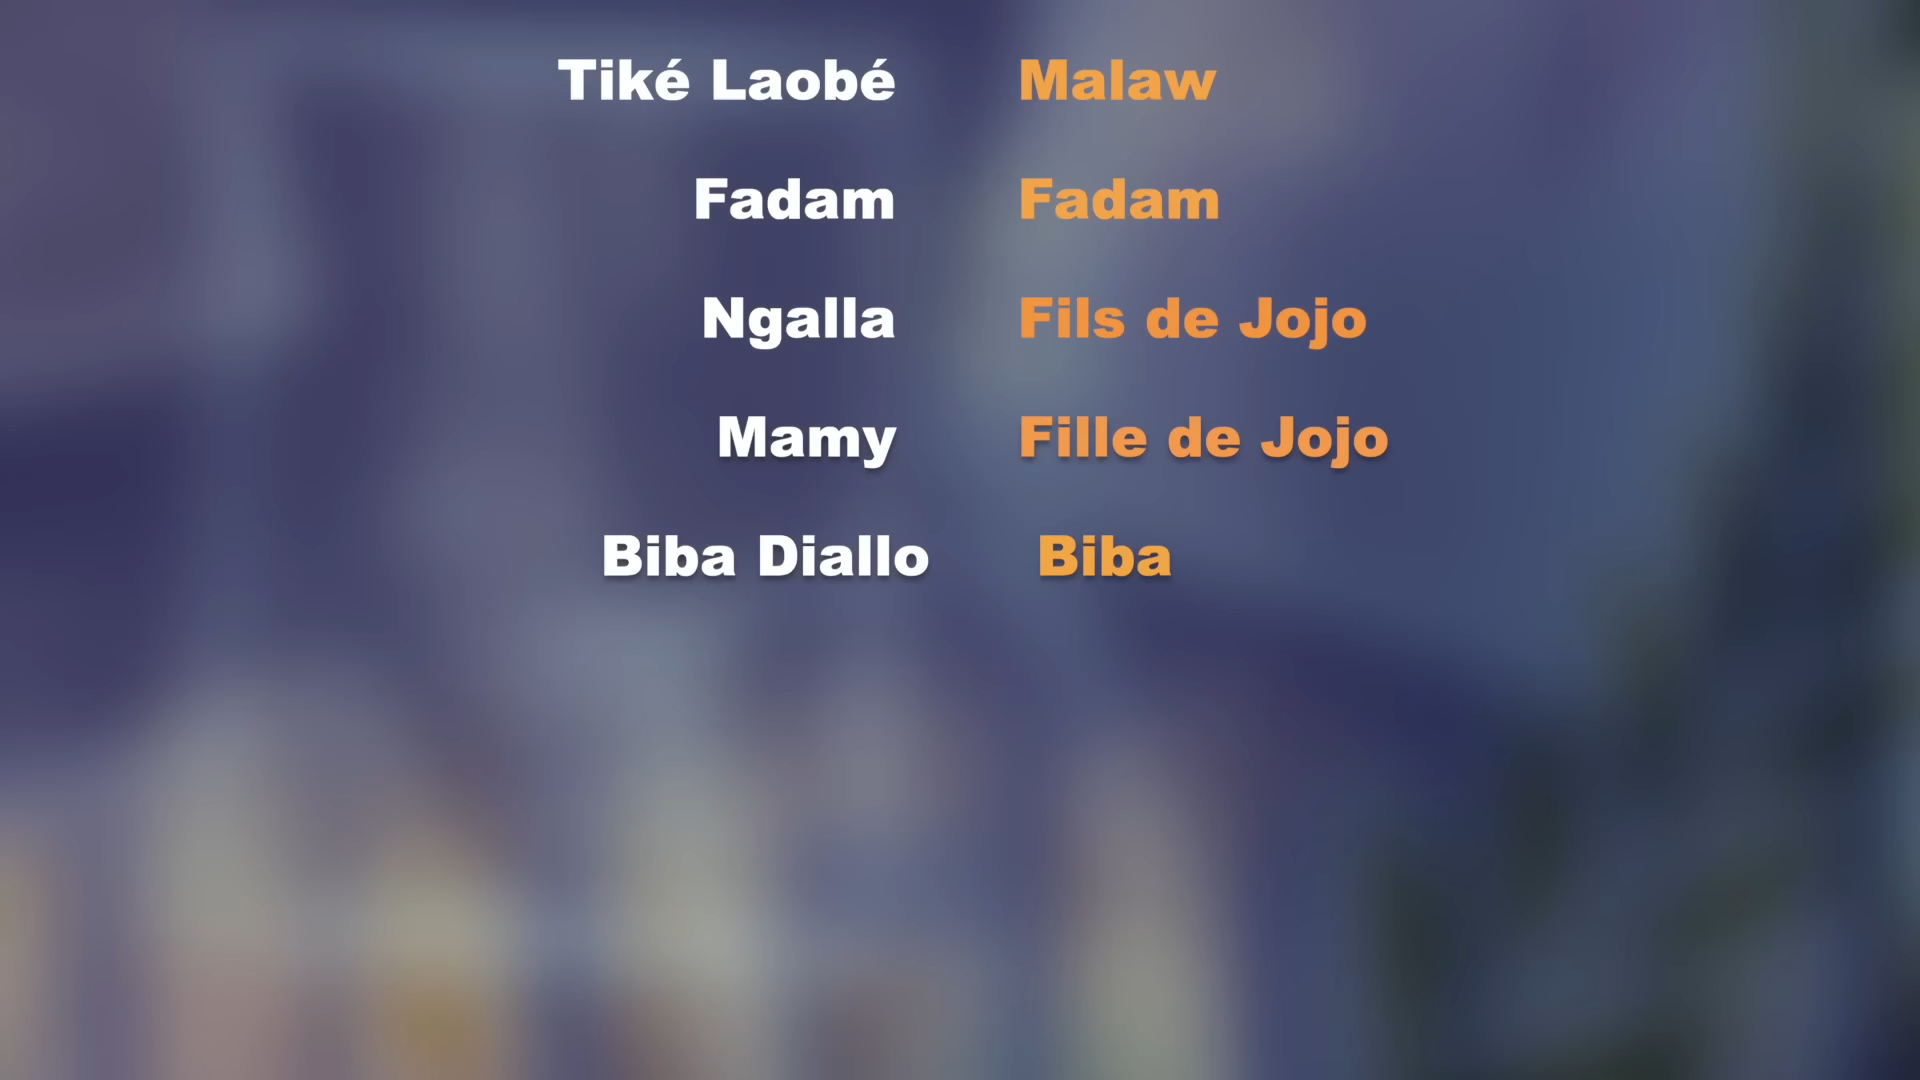 Tiké Laobé Malaw
Fadam Fadam
Ngalla Fils de Jojo
Mamy Fille de Jojo
Biba Diallo Biba